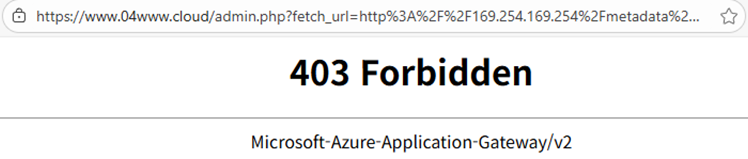 https://www.04www.cloud/admin.php?fetch_url=http%3A%2F%2F169.254.169.254%2Fmetadata%2...
403 Forbidden
Microsoft-Azure-Application-Gateway/v2